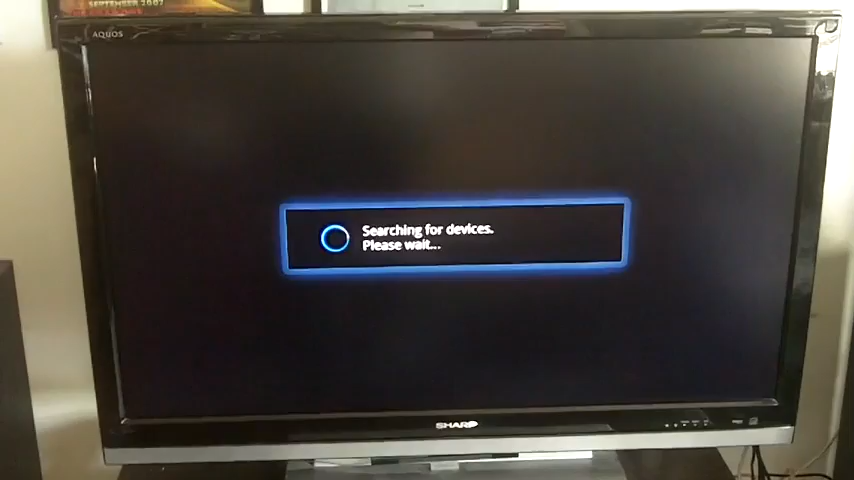 SEPTEMBER 2007
AQUOS
Searching for devices.
Please wait...
SHARP